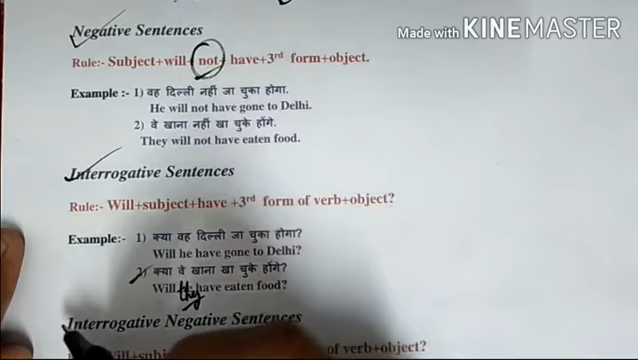 Made with KINEMASTER
Negative Sentences
Rule:- Subject+will+ not+ have+3rd form+object.
Example :- 1) वह दिल्ली नहीं जा चुका होगा.
He will not have gone to Delhi.
2) वे खाना नहीं खा चुके होंगे.
They will not have eaten food.
Interrogative Sentences
Rule:- Will+subject+have +3rd form of verb+object?
Example:- 1) क्या वह दिल्ली जा चुका होगा?
Will he have gone to Delhi?
2) क्या वे खाना खा चुके होंगे?
Will they have eaten food?
Interrogative Negative Sentences
of verb+object?